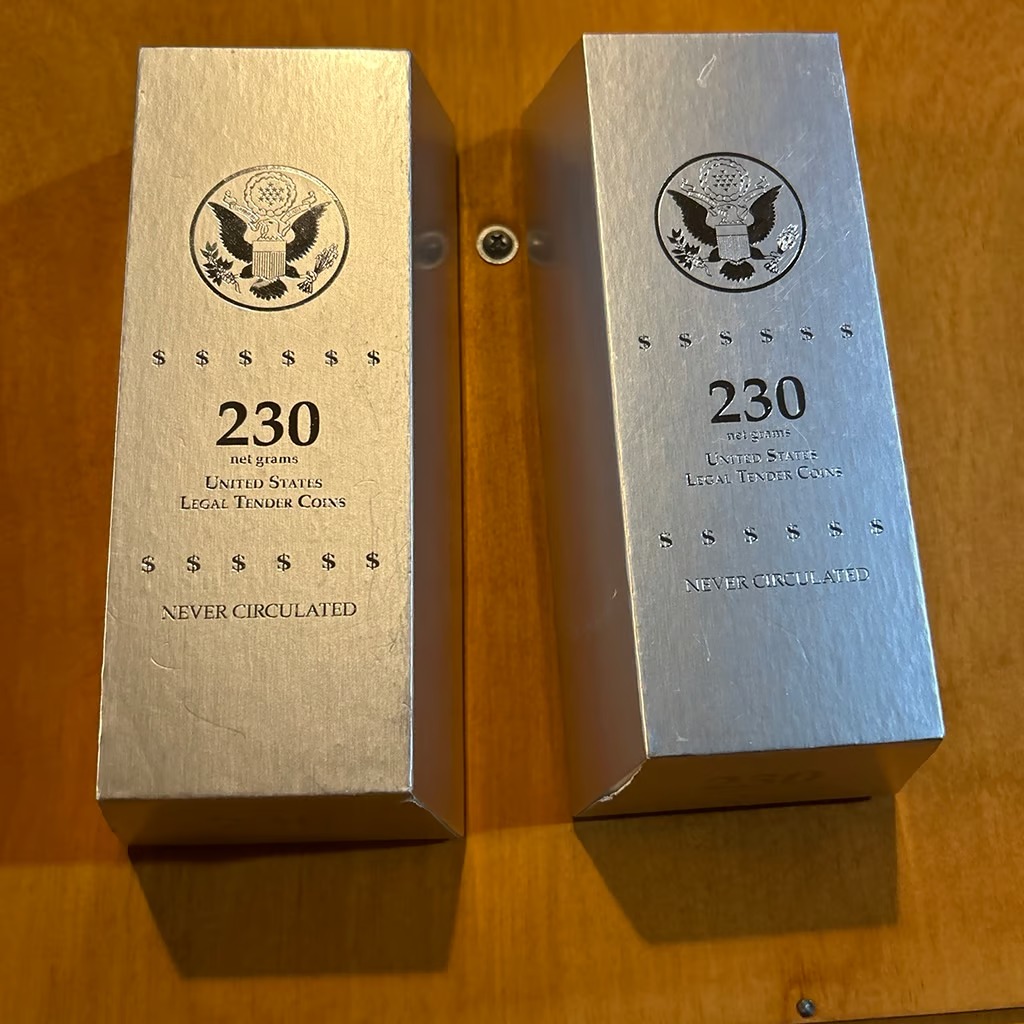 $ $ $ $ $ $
230
net grams
UNITED STATES
LEGAL TENDER COINS
$ $ $ $ $ $
NEVER CIRCULATED
$ $ $ $ $ $
230
net grams
UNITED STATES
LEGAL TENDER COINS
$ $ $ $ $ $
NEVER CIRCULATED
230